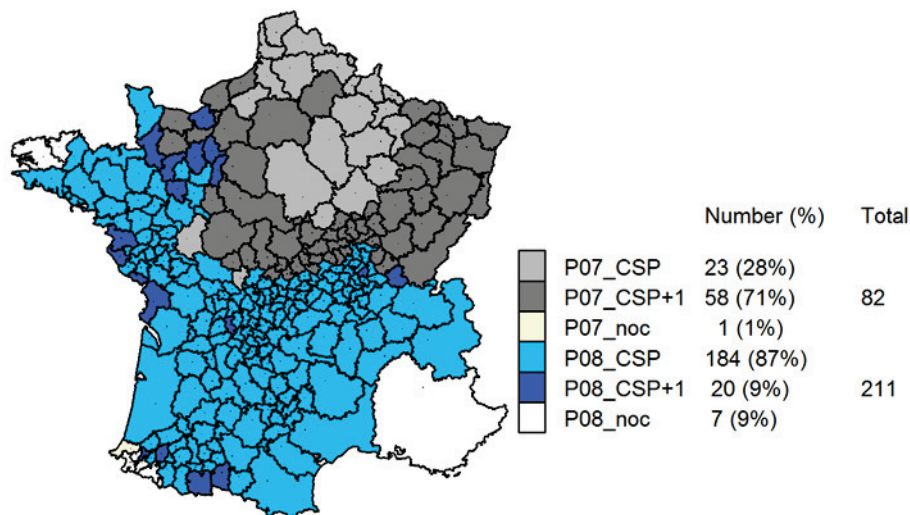 Number (%) Total
P07_CSP 23 (28%)
P07_CSP+1 58 (71%) 82
P07_noc 1 (1%)
P08_CSP 184 (87%)
P08_CSP+1 20 (9%) 211
P08_noc 7 (9%)